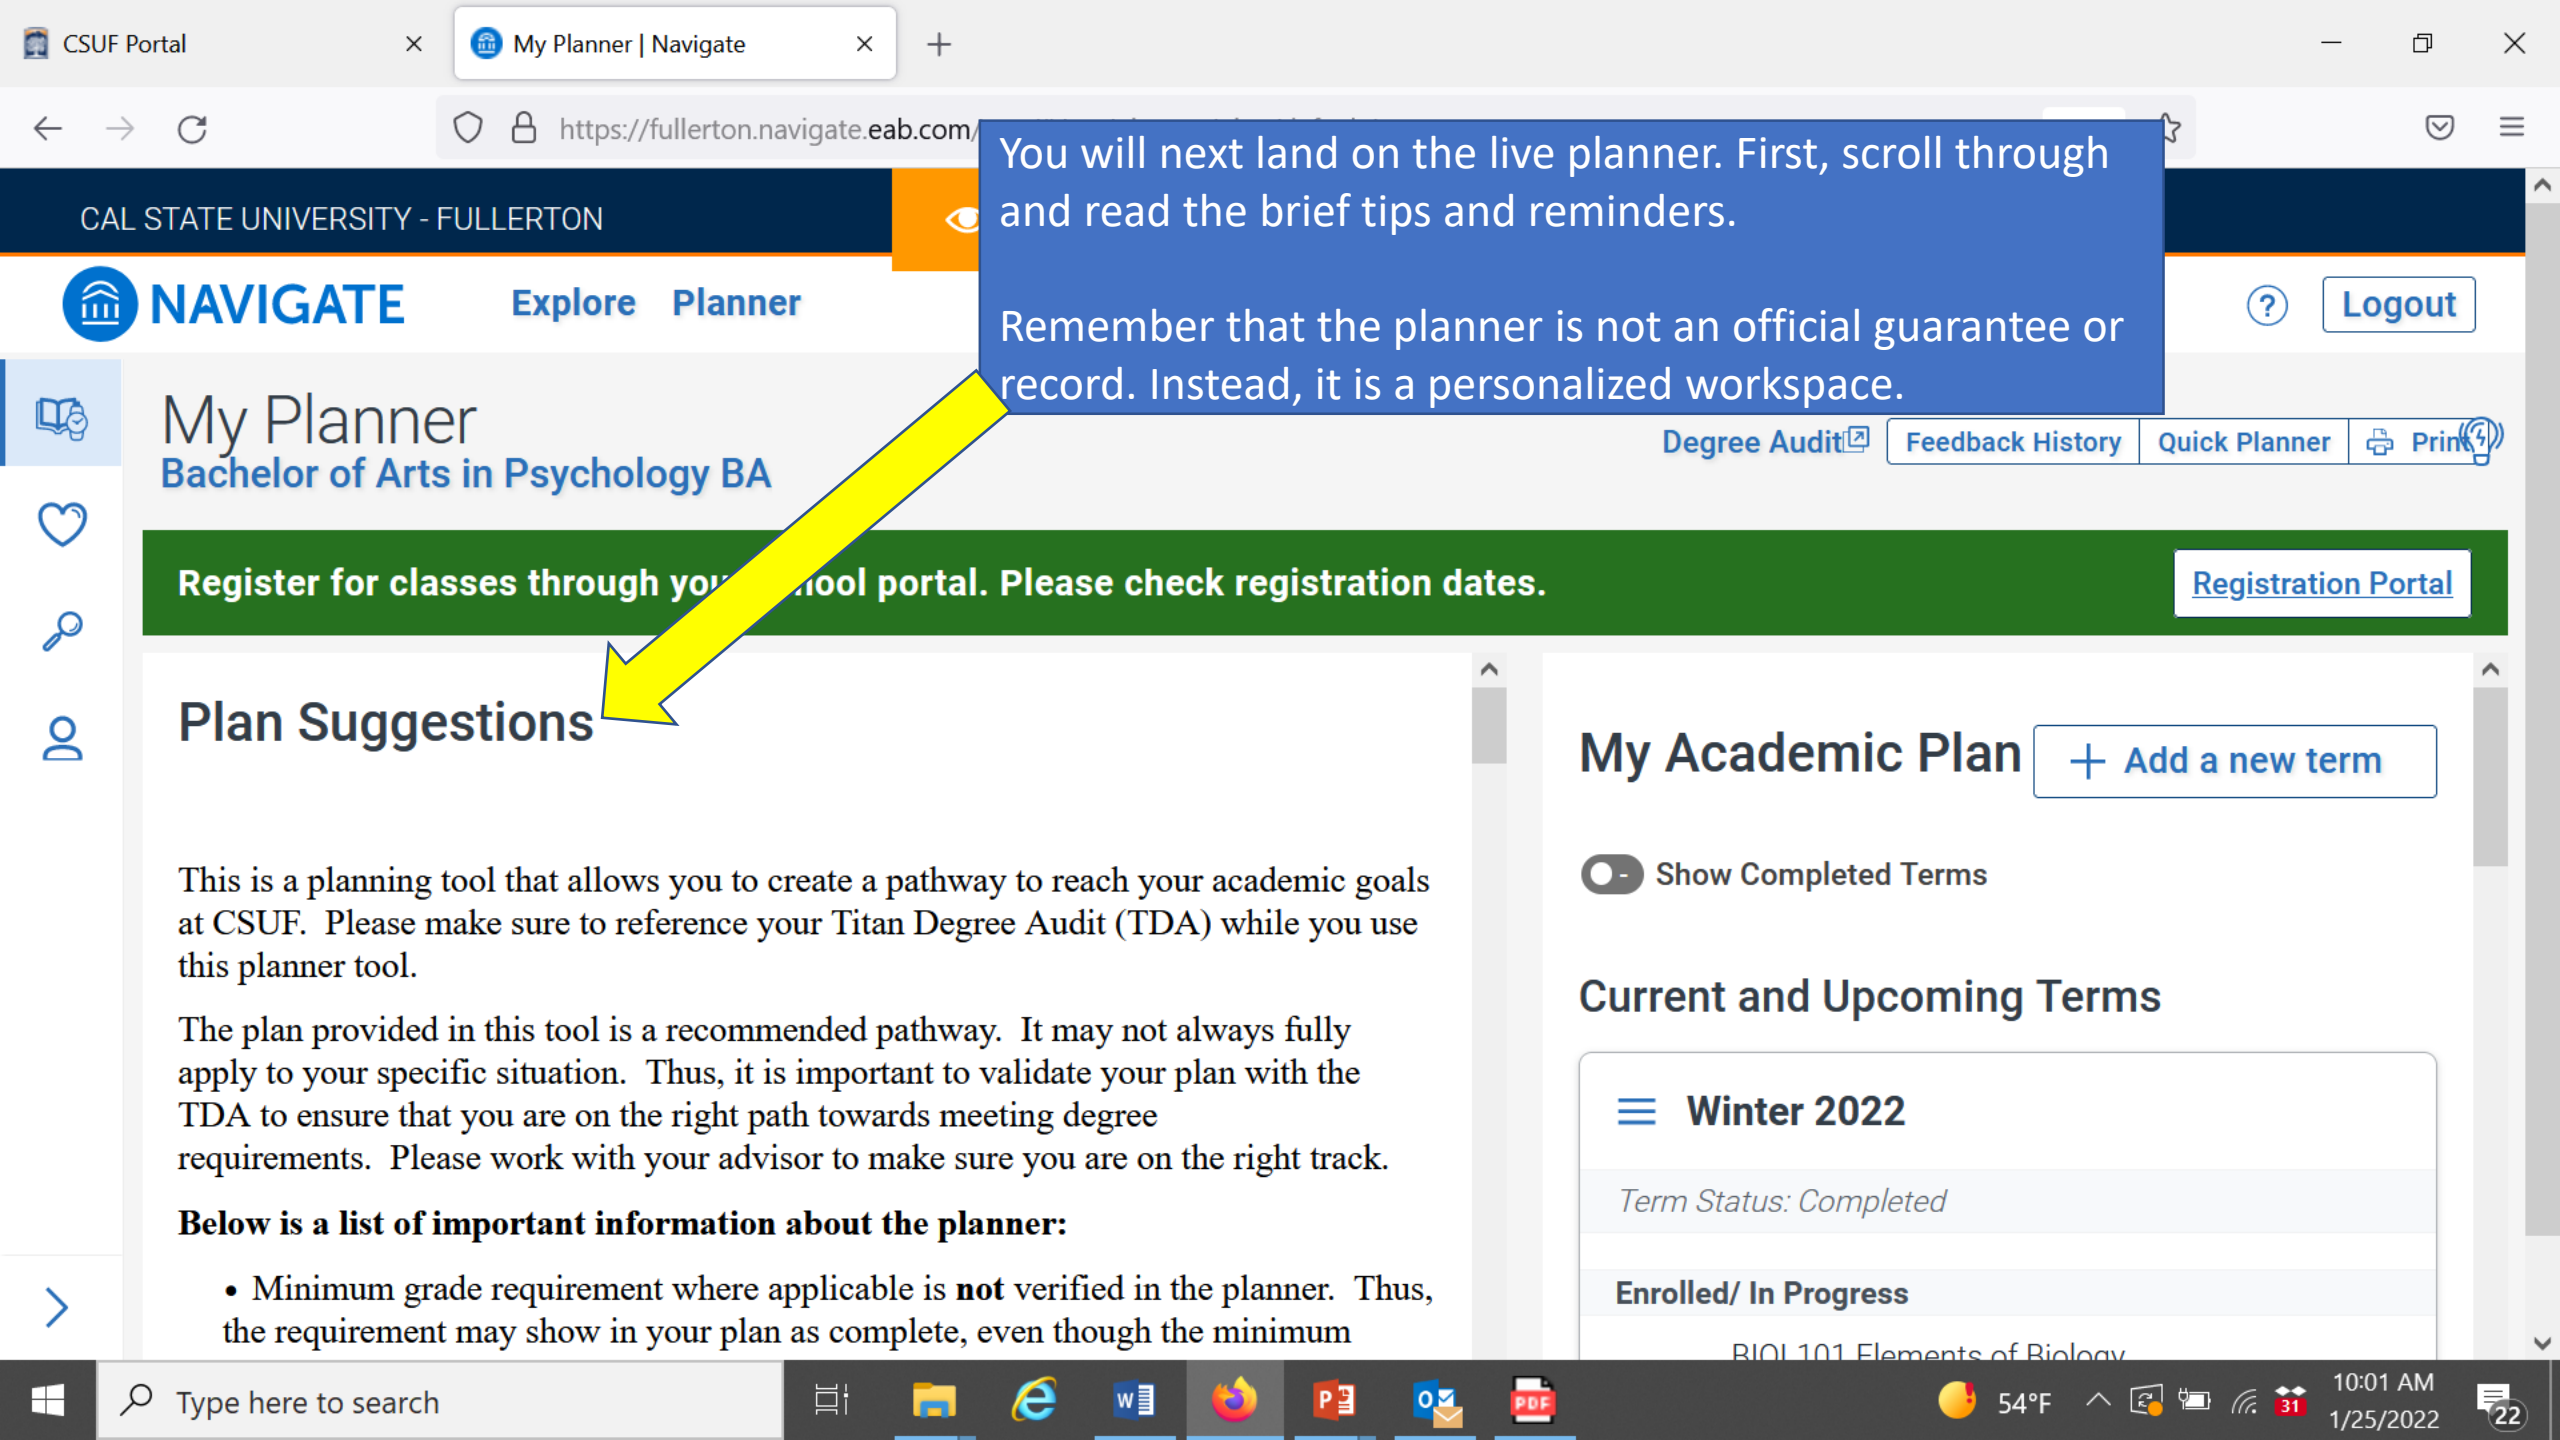 CSUF Portal
My Planner | Navigate
https://fullerton.navigate.eab.com/
You will next land on the live planner. First, scroll through
and read the brief tips and reminders.
Remember that the planner is not an official guarantee or
record. Instead, it is a personalized workspace.
CAL STATE UNIVERSITY - FULLERTON
NAVIGATE Explore Planner
? Logout
My Planner
Bachelor of Arts in Psychology BA
Degree Audit Feedback History Quick Planner Print
Register for classes through you hool portal. Please check registration dates.
Registration Portal
Plan Suggestions
This is a planning tool that allows you to create a pathway to reach your academic goals
at CSUF. Please make sure to reference your Titan Degree Audit (TDA) while you use
this planner tool.
The plan provided in this tool is a recommended pathway. It may not always fully
apply to your specific situation. Thus, it is important to validate your plan with the
TDA to ensure that you are on the right path towards meeting degree
requirements. Please work with your advisor to make sure you are on the right track.
Below is a list of important information about the planner:
• Minimum grade requirement where applicable is not verified in the planner. Thus,
the requirement may show in your plan as complete, even though the minimum
My Academic Plan
+ Add a new term
Show Completed Terms
Current and Upcoming Terms
Winter 2022
Term Status: Completed
Enrolled/ In Progress
BIOL101 Elements of Biology
Type here to search
W
P
O
PDF
54°F
31
10:01 AM
1/25/2022
22